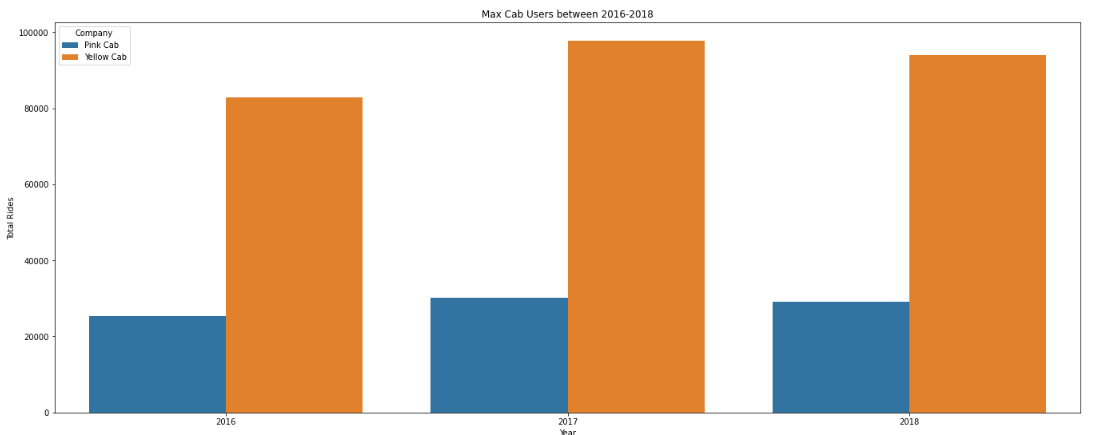 Max Cab Users between 2016-2018
Company
Pink Cab
Yellow Cab
100000
80000
60000
40000
20000
0
Total Rides
2016
2017
2018
Year